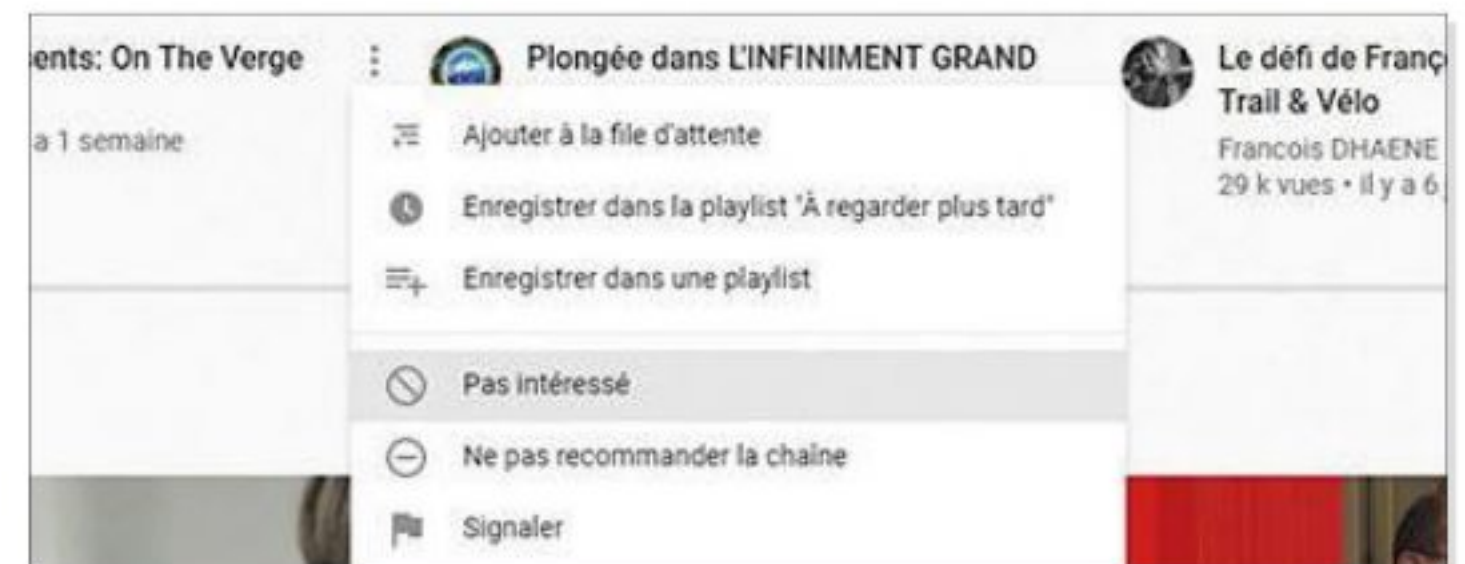 ents: On The Verge
a 1 semaine
Plongée dans L'INFINIMENT GRAND
Le défi de Franç
Trail & Vélo
Francois DHAENE
29 k vues • il y a 6
Ajouter à la file d'attente
Enregistrer dans la playlist "À regarder plus tard"
Enregistrer dans une playlist
Pas intéressé
Ne pas recommander la chaîne
Signaler